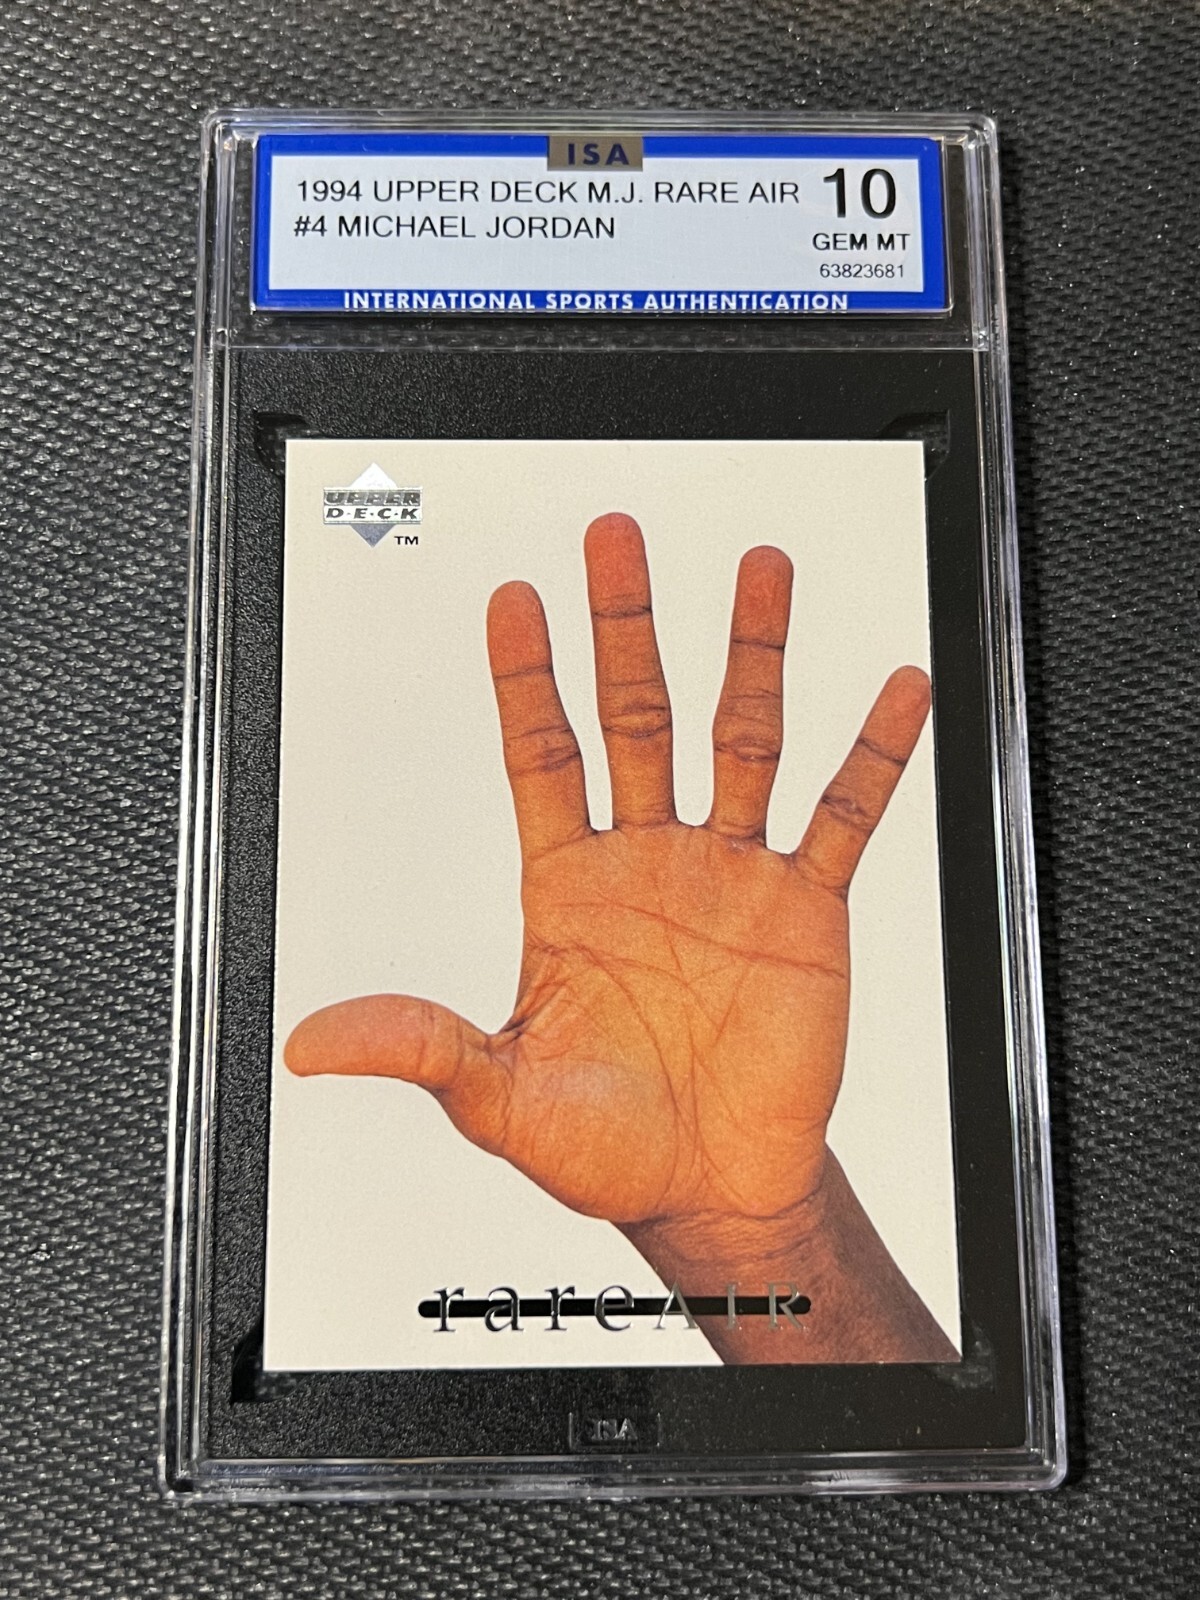 ISA
1994 UPPER DECK M.J. RARE AIR
#4 MICHAEL JORDAN
10
GEM MT
63823681
INTERNATIONAL SPORTS AUTHENTICATION
UPPER
D·E·C·K
TM
rareAIR
ISA